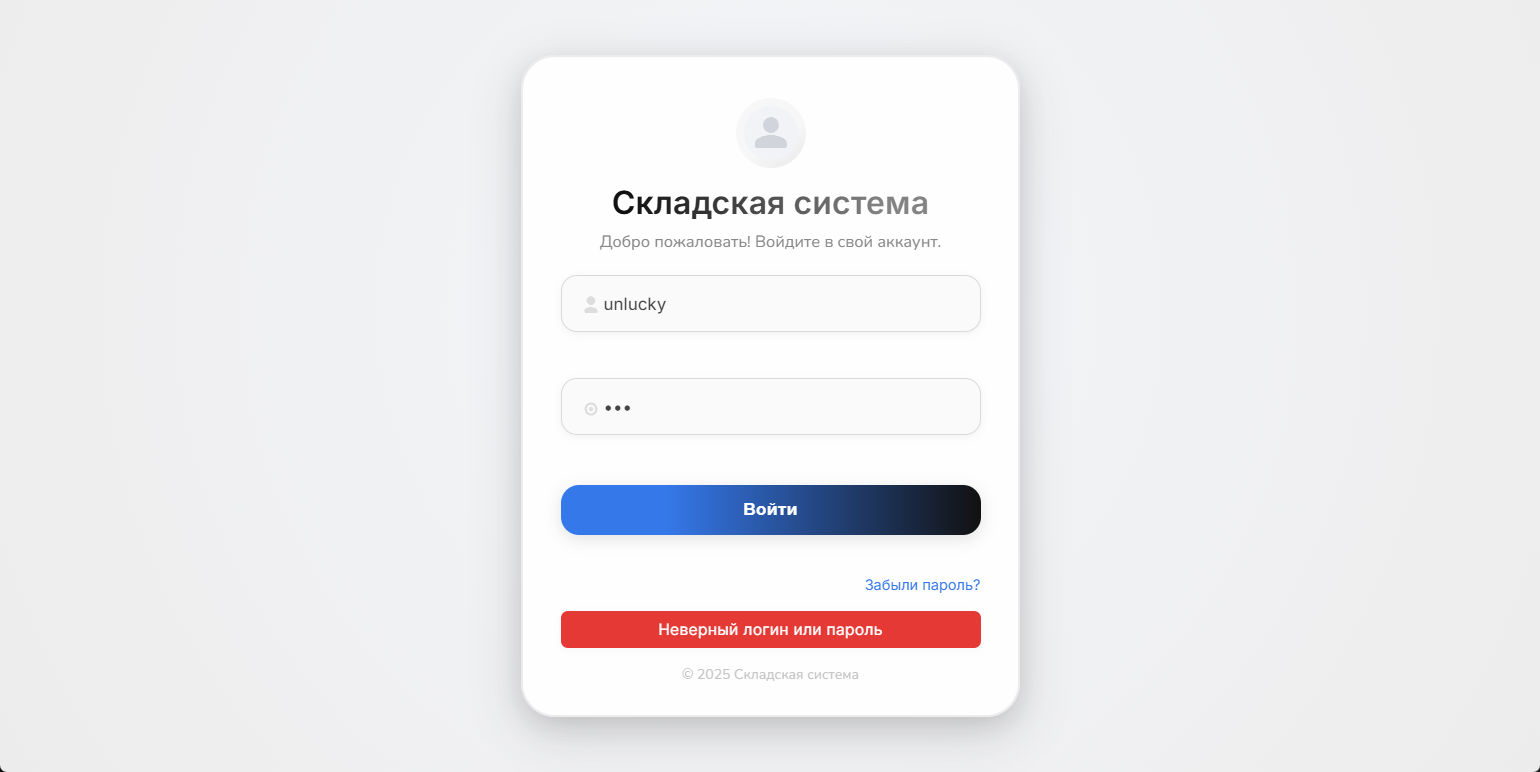 Складская система
Добро пожаловать! Войдите в свой аккаунт.
unlucky
•••
Войти
Забыли пароль?
Неверный логин или пароль
© 2025 Складская система